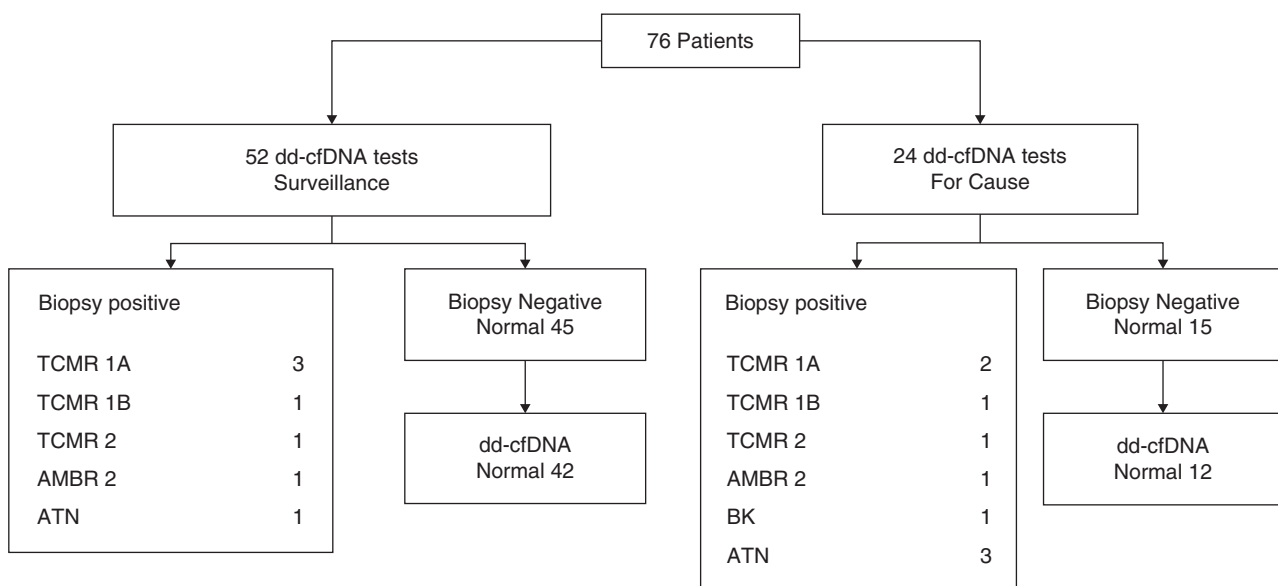 76 Patients
52 dd-cfDNA tests
Surveillance
24 dd-cfDNA tests
For Cause
Biopsy positive
TCMR 1A 3
TCMR 1B 1
TCMR 2 1
AMBR 2 1
ATN 1
Biopsy Negative
Normal 45
dd-cfDNA
Normal 42
Biopsy positive
TCMR 1A 2
TCMR 1B 1
TCMR 2 1
AMBR 2 1
BK 1
ATN 3
Biopsy Negative
Normal 15
dd-cfDNA
Normal 12